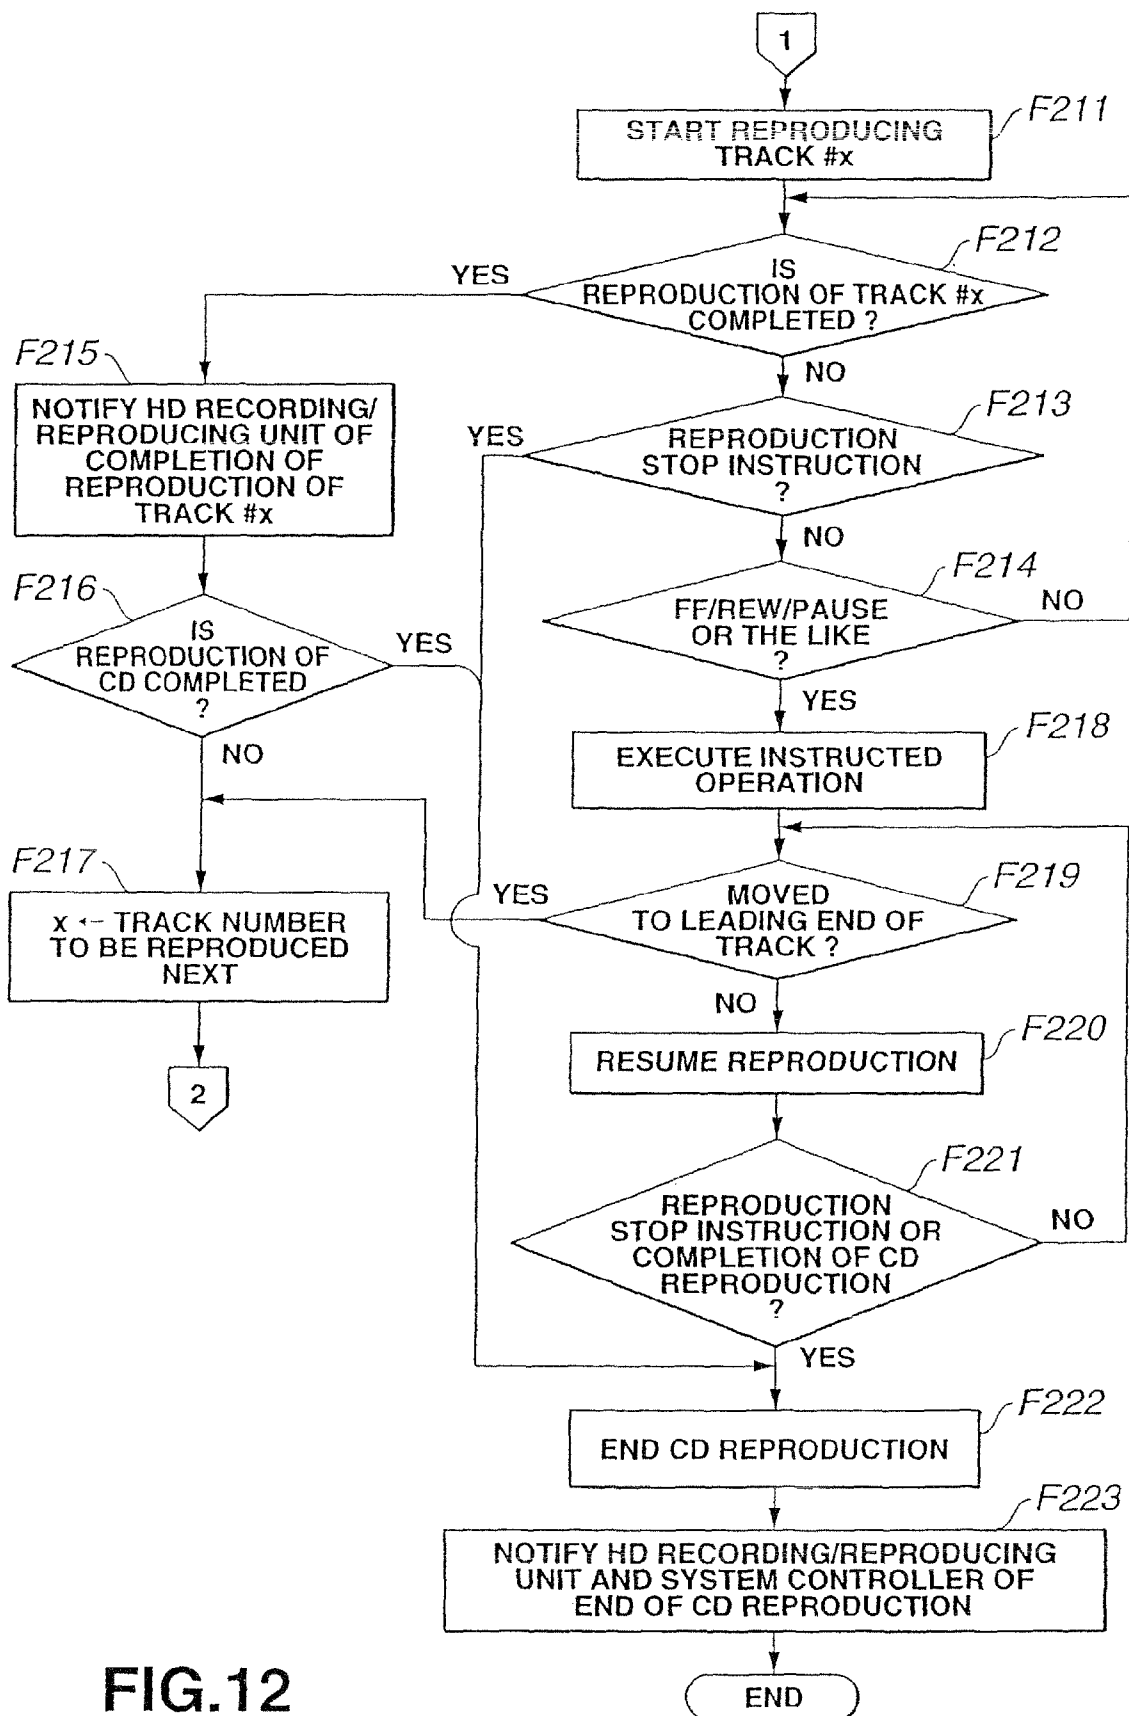 1
F211
START REPRODUCING
TRACK #x
F212
IS
REPRODUCTION OF TRACK #x
COMPLETED ?
YES
NO
F215
NOTIFY HD RECORDING/
REPRODUCING UNIT OF
COMPLETION OF
REPRODUCTION OF
TRACK #x
F213
REPRODUCTION
STOP INSTRUCTION
?
YES
NO
F216
IS
REPRODUCTION OF
CD COMPLETED
?
YES
NO
F214
FF/REW/PAUSE
OR THE LIKE
?
NO
YES
F218
EXECUTE INSTRUCTED
OPERATION
F217
x ← TRACK NUMBER
TO BE REPRODUCED
NEXT
2
F219
MOVED
TO LEADING END OF
TRACK ?
YES
NO
F220
RESUME REPRODUCTION
F221
REPRODUCTION
STOP INSTRUCTION OR
COMPLETION OF CD
REPRODUCTION
?
NO
YES
F222
END CD REPRODUCTION
F223
NOTIFY HD RECORDING/REPRODUCING
UNIT AND SYSTEM CONTROLLER OF
END OF CD REPRODUCTION
END
FIG.12